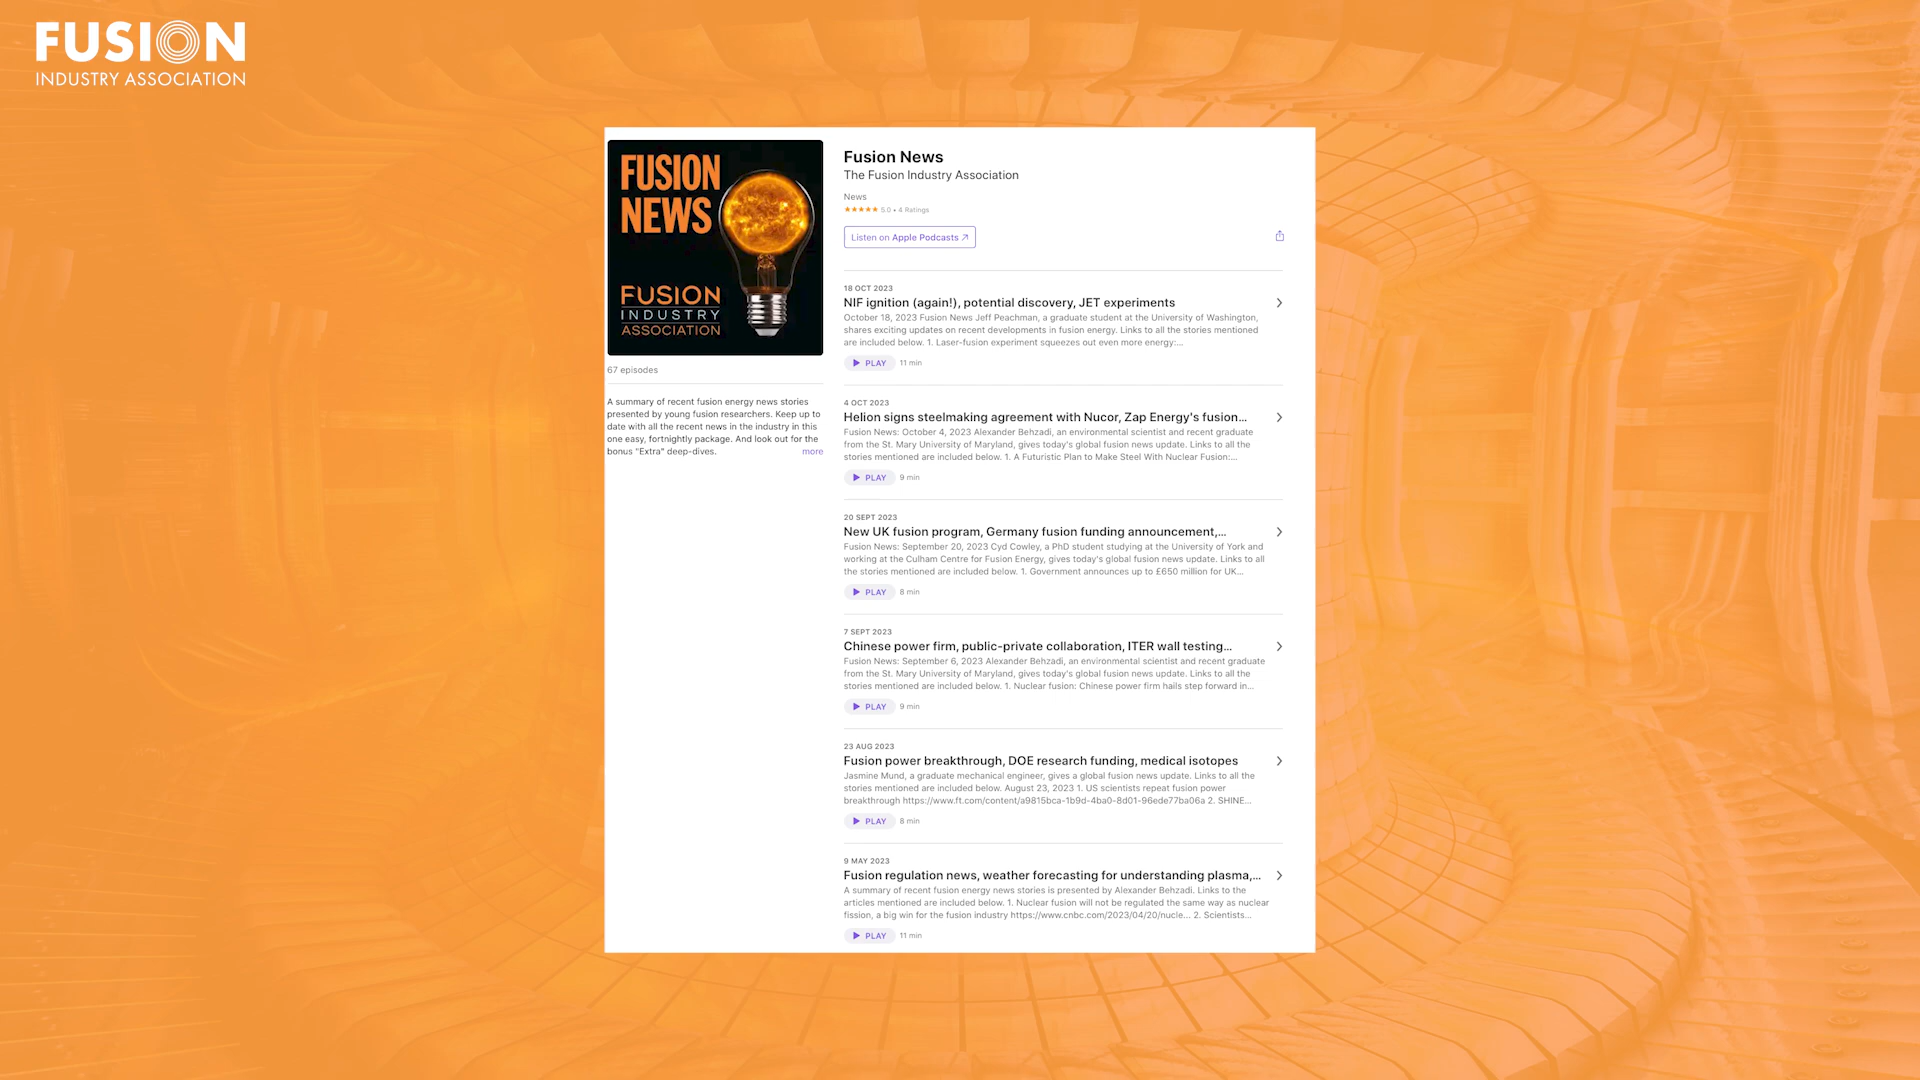 FUSION
INDUSTRY ASSOCIATION
FUSION
NEWS
FUSION
INDUSTRY
ASSOCIATION
67 episodes
A summary of recent fusion energy news stories
presented by young fusion researchers. Keep up to
date with all the recent news in the industry in this
one easy, fortnightly package. And look out for the
bonus "Extra" deep-dives. more
Fusion News
The Fusion Industry Association
News
★★★★★ 5.0 • 4 Ratings
Listen on Apple Podcasts ↗
18 OCT 2023
NIF ignition (again!), potential discovery, JET experiments
October 18, 2023 Fusion News Jeff Peachman, a graduate student at the University of Washington,
shares exciting updates on recent developments in fusion energy. Links to all the stories mentioned
are included below. 1. Laser-fusion experiment squeezes out even more energy:...
PLAY 11 min
4 OCT 2023
Helion signs steelmaking agreement with Nucor, Zap Energy's fusion...
Fusion News: October 4, 2023 Alexander Behzadi, an environmental scientist and recent graduate
from the St. Mary University of Maryland, gives today's global fusion news update. Links to all the
stories mentioned are included below. 1. A Futuristic Plan to Make Steel With Nuclear Fusion:...
PLAY 9 min
20 SEPT 2023
New UK fusion program, Germany fusion funding announcement,...
Fusion News: September 20, 2023 Cyd Cowley, a PhD student studying at the University of York and
working at the Culham Centre for Fusion Energy, gives today's global fusion news update. Links to all
the stories mentioned are included below. 1. Government announces up to £650 million for UK...
PLAY 8 min
7 SEPT 2023
Chinese power firm, public-private collaboration, ITER wall testing...
Fusion News: September 6, 2023 Alexander Behzadi, an environmental scientist and recent graduate
from the St. Mary University of Maryland, gives today's global fusion news update. Links to all the
stories mentioned are included below. 1. Nuclear fusion: Chinese power firm hails step forward in...
PLAY 9 min
23 AUG 2023
Fusion power breakthrough, DOE research funding, medical isotopes
Jasmine Mund, a graduate mechanical engineer, gives a global fusion news update. Links to all the
stories mentioned are included below. August 23, 2023 1. US scientists repeat fusion power
breakthrough https://www.ft.com/content/a9815bca-1b9d-4ba0-8d01-96ede77ba06a 2. SHINE...
PLAY 8 min
9 MAY 2023
Fusion regulation news, weather forecasting for understanding plasma,...
A summary of recent fusion energy news stories is presented by Alexander Behzadi. Links to the
articles mentioned are included below. 1. Nuclear fusion will not be regulated the same way as nuclear
fission, a big win for the fusion industry https://www.cnbc.com/2023/04/20/nucle... 2. Scientists...
PLAY 11 min